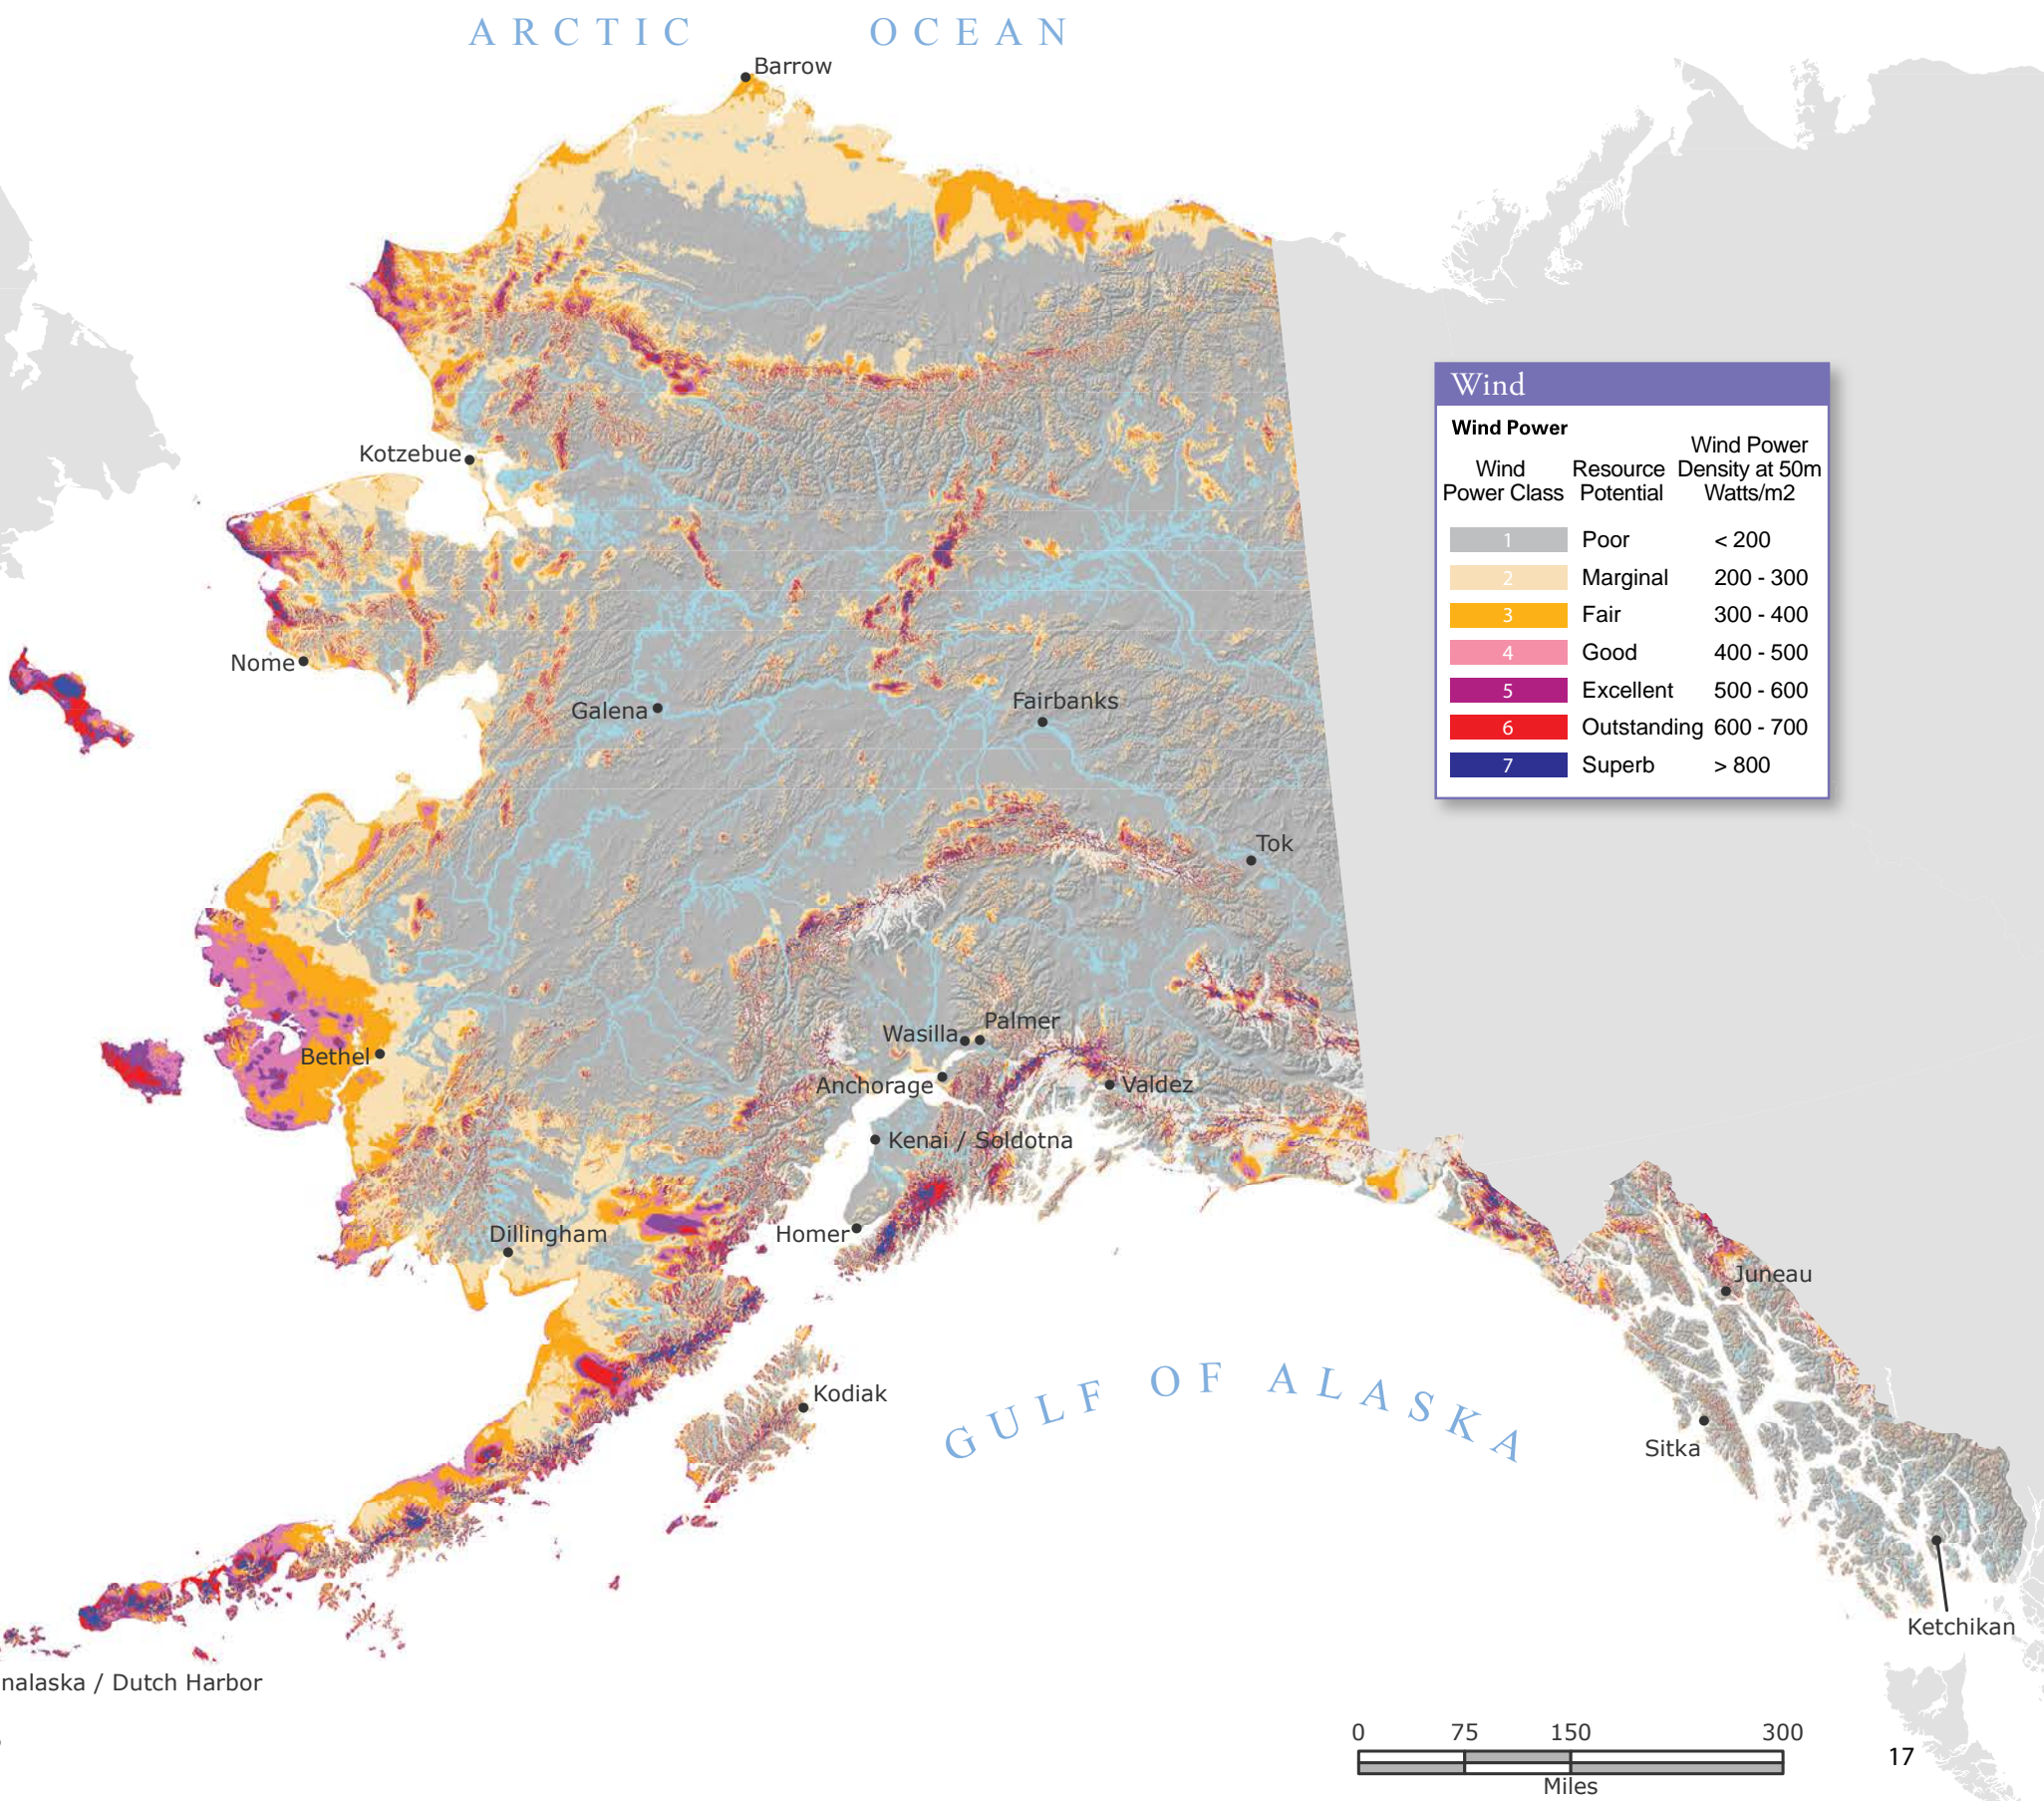 ARCTIC OCEAN
Barrow
Kotzebue
Nome
Galena
Fairbanks
Tok
Wind
Wind Power
Wind Power Class
Resource Potential
Wind Power Density at 50m Watts/m2
1 Poor < 200
2 Marginal 200 - 300
3 Fair 300 - 400
4 Good 400 - 500
5 Excellent 500 - 600
6 Outstanding 600 - 700
7 Superb > 800
Wasilla
Palmer
Bethel
Anchorage
Valdez
Kenai / Soldotna
Dillingham
Homer
Juneau
Kodiak
GULF OF ALASKA
Sitka
Ketchikan
nalaska / Dutch Harbor
0 75 150 300
Miles
17